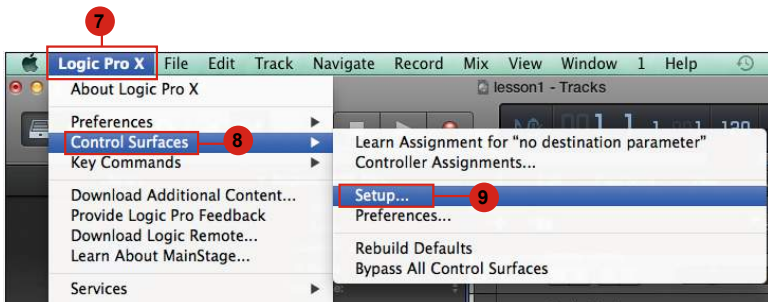 7
Logic Pro X File Edit Track Navigate Record Mix View Window 1 Help
About Logic Pro X
lesson1 - Tracks
Preferences
Control Surfaces
8
Key Commands
Learn Assignment for “no destination parameter”
Controller Assignments...
Download Additional Content...
Setup...
9
Provide Logic Pro Feedback
Preferences...
Download Logic Remote...
Learn About MainStage...
Rebuild Defaults
Bypass All Control Surfaces
Services